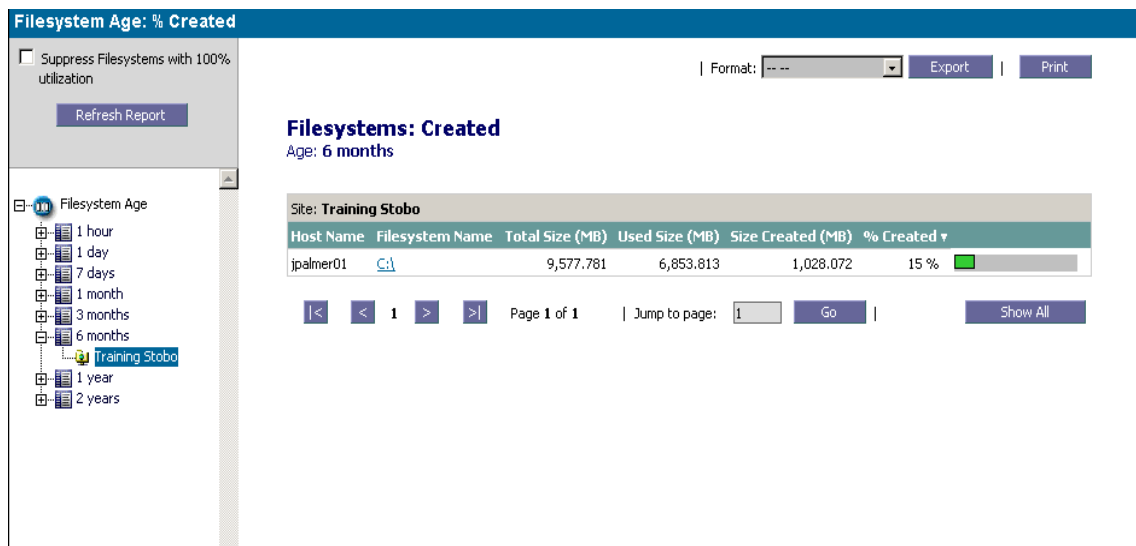 Filesystem Age: % Created
Suppress Filesystems with 100%
utilization
Refresh Report
| Format: -- -- Export | Print
Filesystems: Created
Age: 6 months
Filesystem Age
1 hour
1 day
7 days
1 month
3 months
6 months
Training Stobo
1 year
2 years
Site: Training Stobo
Host Name Filesystem Name Total Size (MB) Used Size (MB) Size Created (MB) % Created ▾
jpalmer01 C:\ 9,577.781 6,853.813 1,028.072 15 %
|< < 1 > >| Page 1 of 1 | Jump to page: 1 Go | Show All